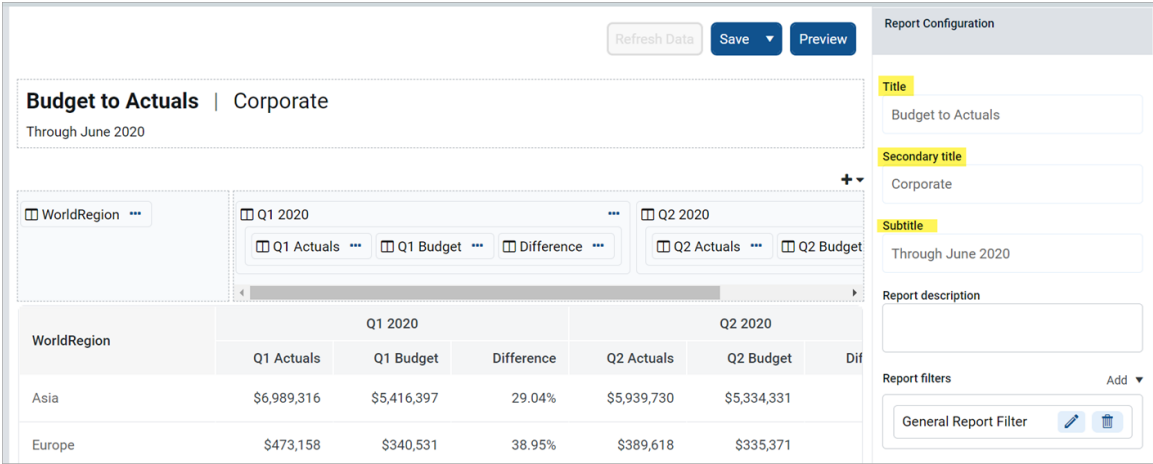 Report Configuration
Refresh Data Save Preview
Budget to Actuals | Corporate
Through June 2020
Title
Budget to Actuals
Secondary title
Corporate
Subtitle
Through June 2020
Report description
Report filters Add
General Report Filter
WorldRegion ••• Q1 2020 ••• Q2 2020
Q1 Actuals ••• Q1 Budget ••• Difference ••• Q2 Actuals ••• Q2 Budget
WorldRegion Q1 2020 Q2 2020
Q1 Actuals Q1 Budget Difference Q2 Actuals Q2 Budget Dif
Asia $6,989,316 $5,416,397 29.04% $5,939,730 $5,334,331
Europe $473,158 $340,531 38.95% $389,618 $335,371